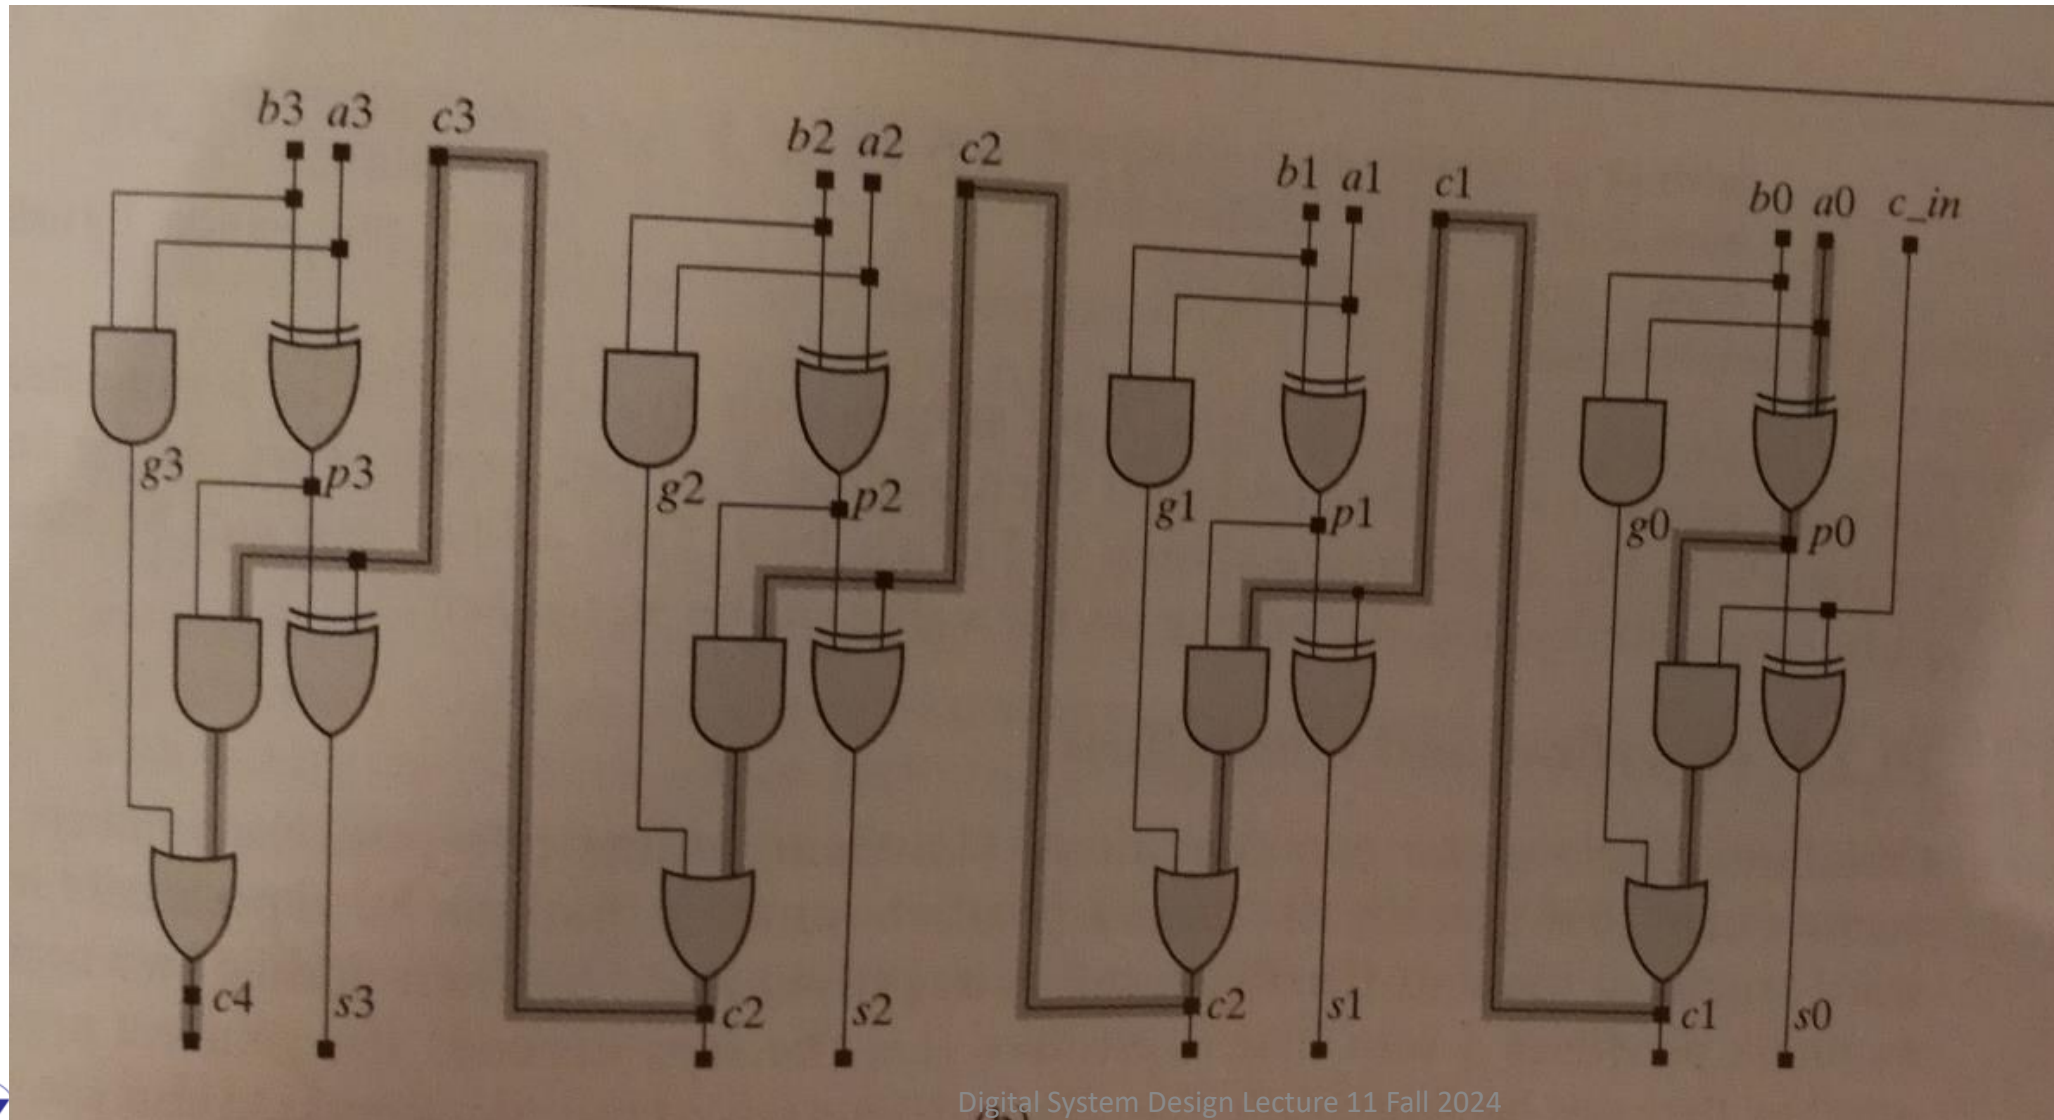 b3 a3 c3
b2 a2 c2
b1 a1 c1
b0 a0 c_in
g3 p3
g2 p2
g1 p1
g0 p0
c4 s3
c2 s2
c2 s1
c1 s0
Digital System Design Lecture 11 Fall 2024